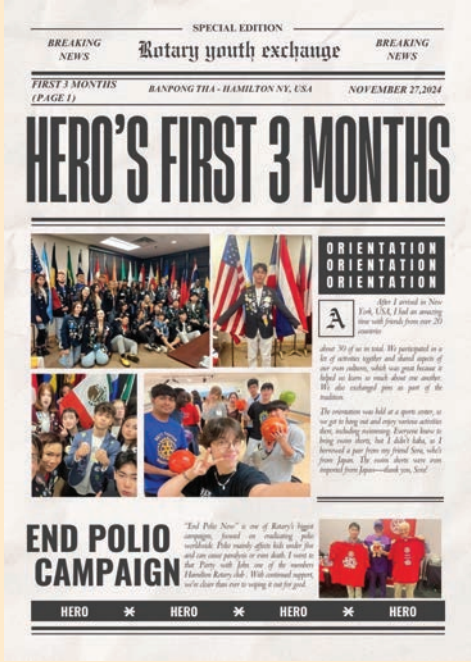 SPECIAL EDITION
BREAKING
NEWS
Rotary youth exchange
BREAKING
NEWS
FIRST 3 MONTHS
(PAGE 1)
BANPONG THA - HAMILTON NY, USA
NOVEMBER 27,2024
HERO'S FIRST 3 MONTHS
ORIENTATION
ORIENTATION
ORIENTATION
A
After I arrived in New
York, USA, I had an amazing
time with friends from over 20
countries
about 30 of us in total. We participated in a
lot of activities together and shared aspects of
our own cultures, which was great because it
helped us learn so much about one another.
We also exchanged pins as part of the
tradition.
The orientation was held at a sports center, so
we got to hang out and enjoy various activities
there, including swimming. Everyone knew to
bring swim shorts, but I didn't haha, so I
borrowed a pair from my friend Sora, who's
from Japan. The swim shorts were even
imported from Japan—thank you,
END POLIO
CAMPAIGN
"End Polio Now" is one of Rotary's biggest
campaigns, focused on eradicating polio
worldwide. Polio mainly affects kids under five
and can cause paralysis or even death. I went to
that Party with John one of the members
Hamilton Rotary club . With continued support,
we're closer than ever to wiping it out for good.
HERO * HERO * HERO * HERO